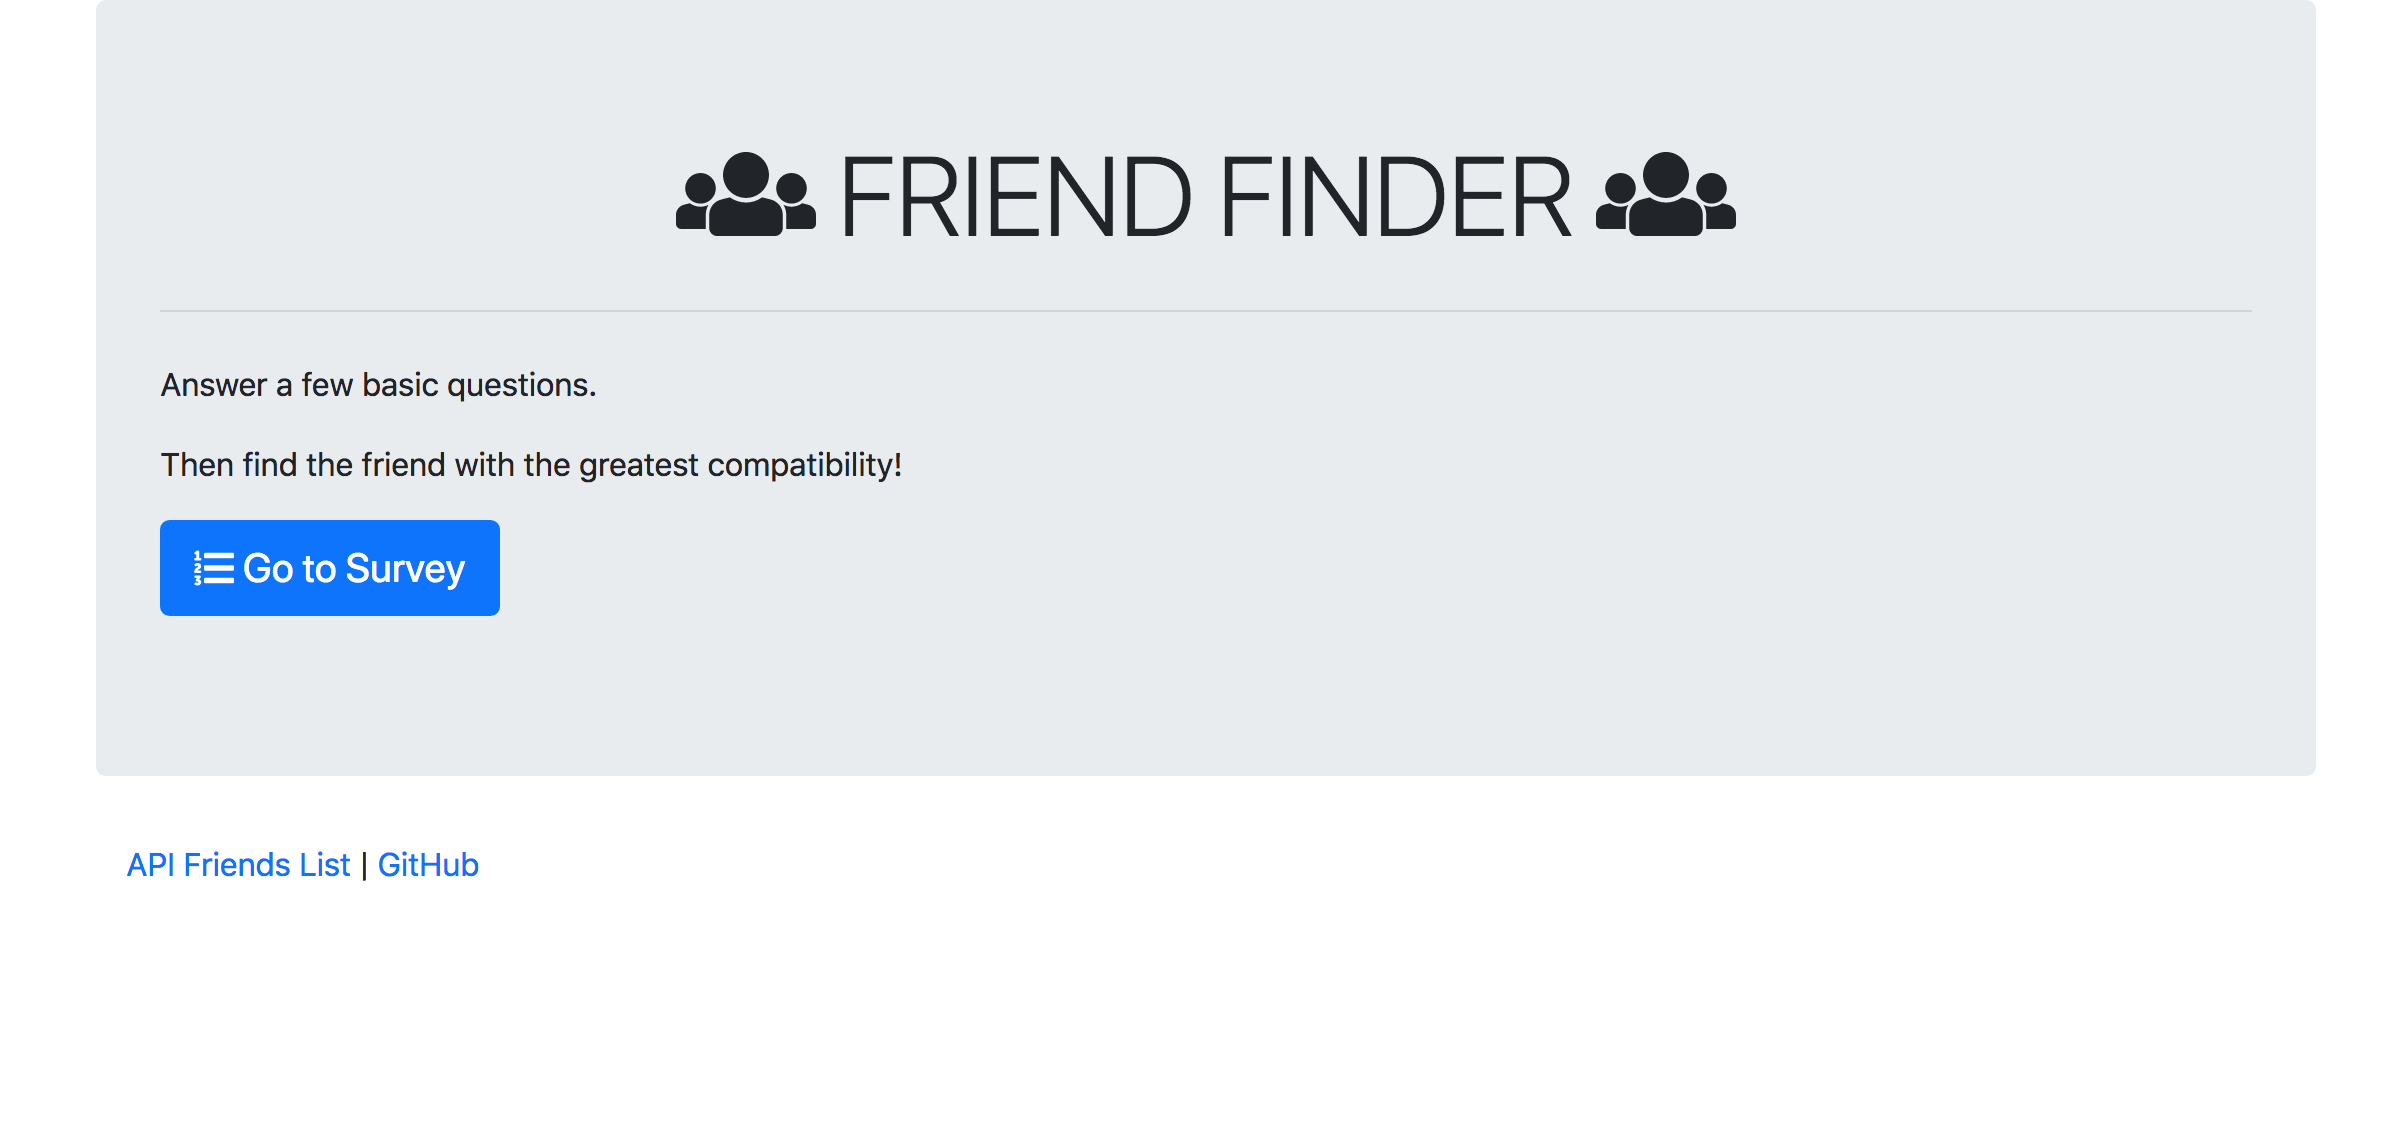 FRIEND FINDER
Answer a few basic questions.
Then find the friend with the greatest compatibility!
Go to Survey
API Friends List | GitHub